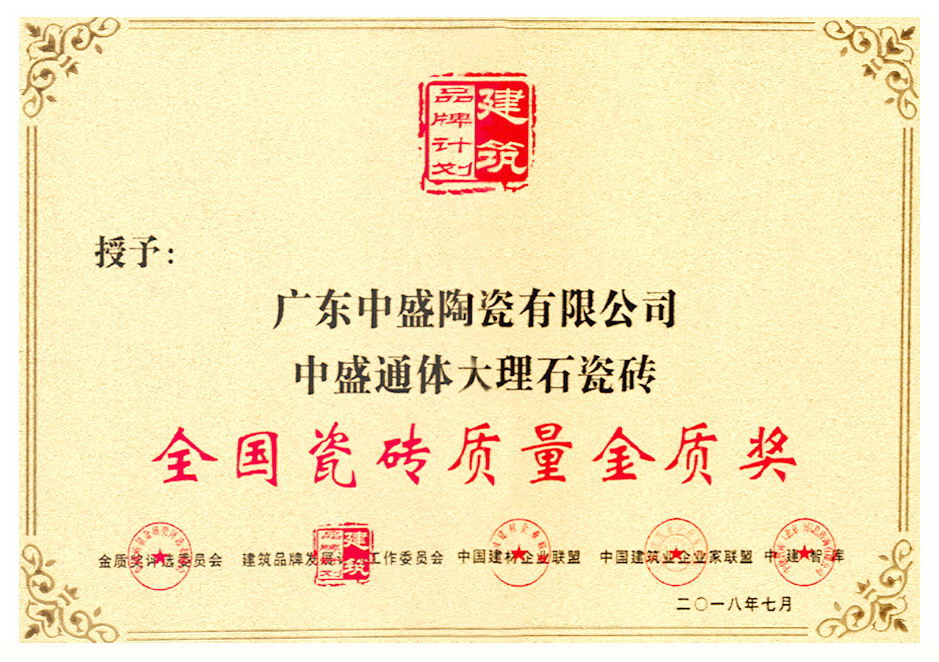 建筑
品牌计划
授予：
广东中盛陶瓷有限公司
中盛通体大理石瓷砖
全国瓷砖质量金质奖
金质奖评选委员会 建筑品牌发展计划工作委员会 中国建材企业联盟 中国建筑业企业家联盟 中建智库
二〇一八年七月